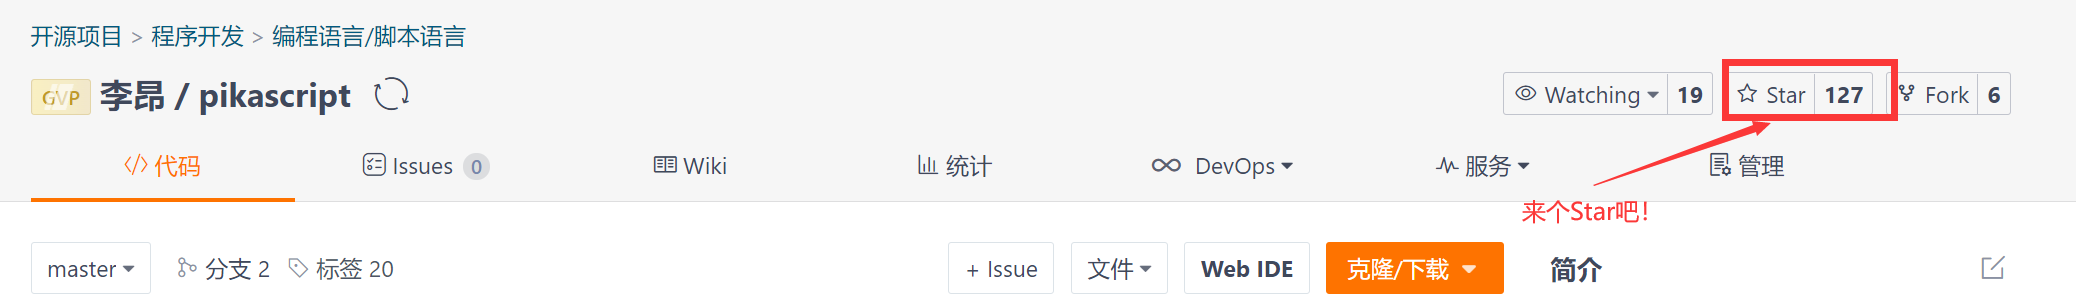 开源项目 > 程序开发 > 编程语言/脚本语言
GVP 李昂 / pikascript Watching 19 Star 127 Fork 6
代码 Issues 0 Wiki 统计 DevOps 服务 管理
来个Star吧！
master 分支 2 标签 20 + Issue 文件 Web IDE 克隆/下载 简介